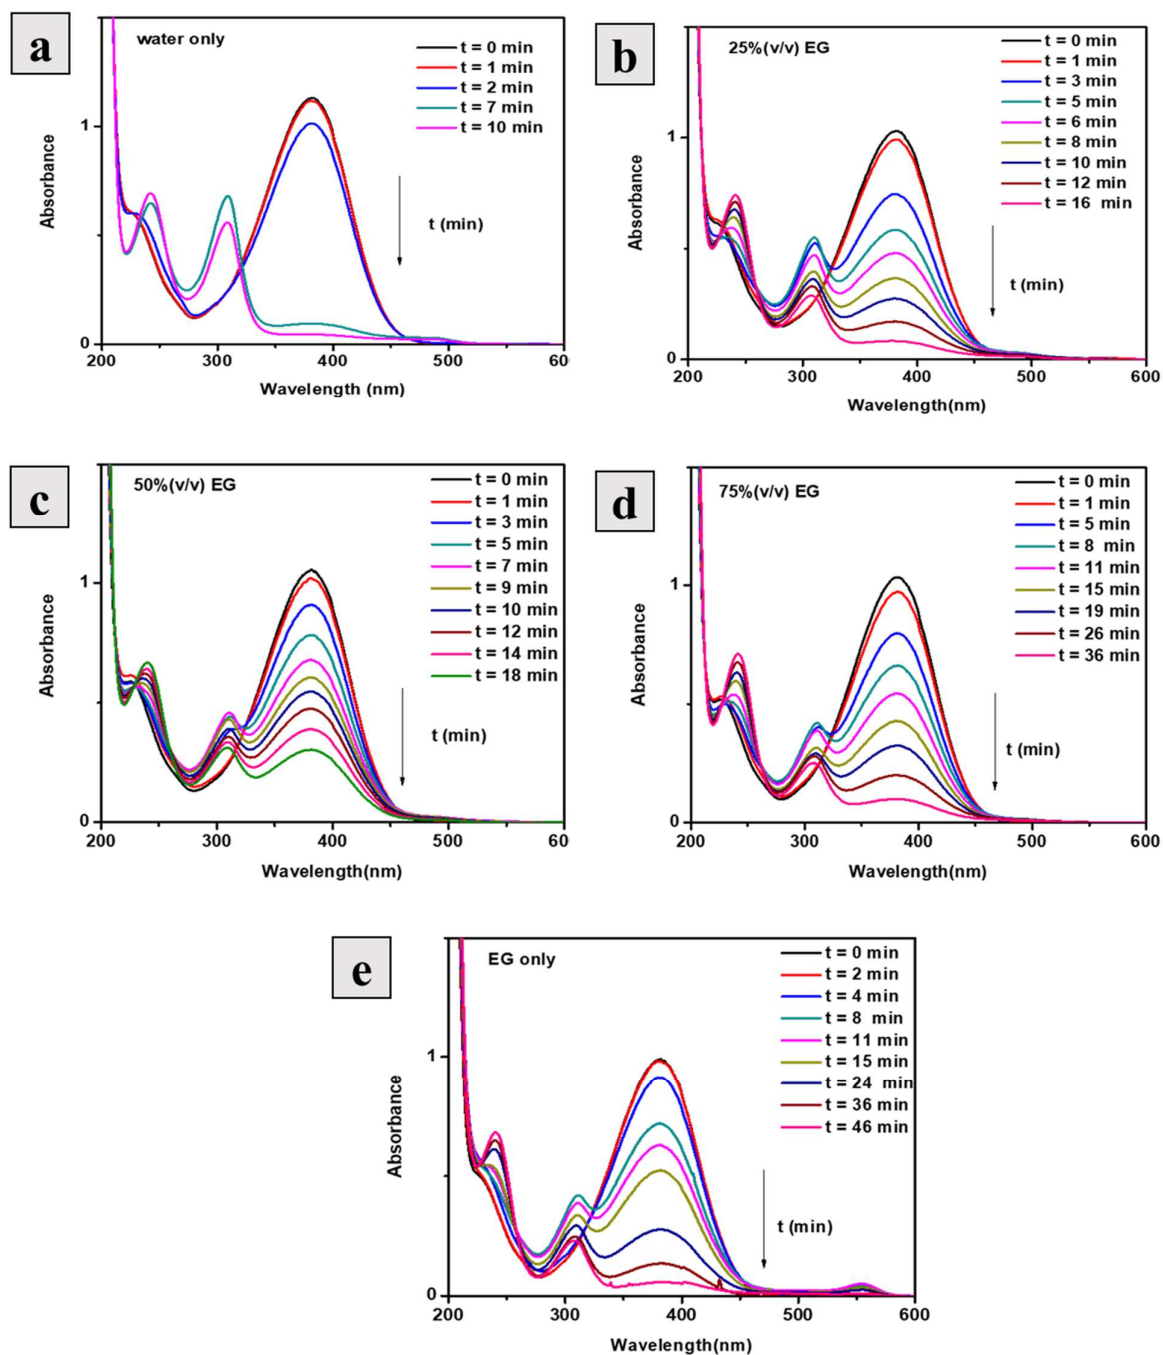 a
water only
t = 0 min
t = 1 min
t = 2 min
t = 7 min
t = 10 min
1
0
Absorbance
t (min)
200 300 400 500 60
Wavelength (nm)
b
25%(v/v) EG
t = 0 min
t = 1 min
t = 3 min
t = 5 min
t = 6 min
t = 8 min
t = 10 min
t = 12 min
t = 16 min
1
0
Absorbance
t (min)
200 300 400 500 600
Wavelength(nm)
c
50%(v/v) EG
t = 0 min
t = 1 min
t = 3 min
t = 5 min
t = 7 min
t = 9 min
t = 10 min
t = 12 min
t = 14 min
t = 18 min
1
0
Absorbance
t (min)
200 300 400 500 60
Wavelength(nm)
d
75%(v/v) EG
t = 0 min
t = 1 min
t = 5 min
t = 8 min
t = 11 min
t = 15 min
t = 19 min
t = 26 min
t = 36 min
1
0
Absorbance
t (min)
200 300 400 500 600
Wavelength(nm)
e
EG only
t = 0 min
t = 2 min
t = 4 min
t = 8 min
t = 11 min
t = 15 min
t = 24 min
t = 36 min
t = 46 min
1
0
Absorbance
t (min)
200 300 400 500 600
Wavelength(nm)